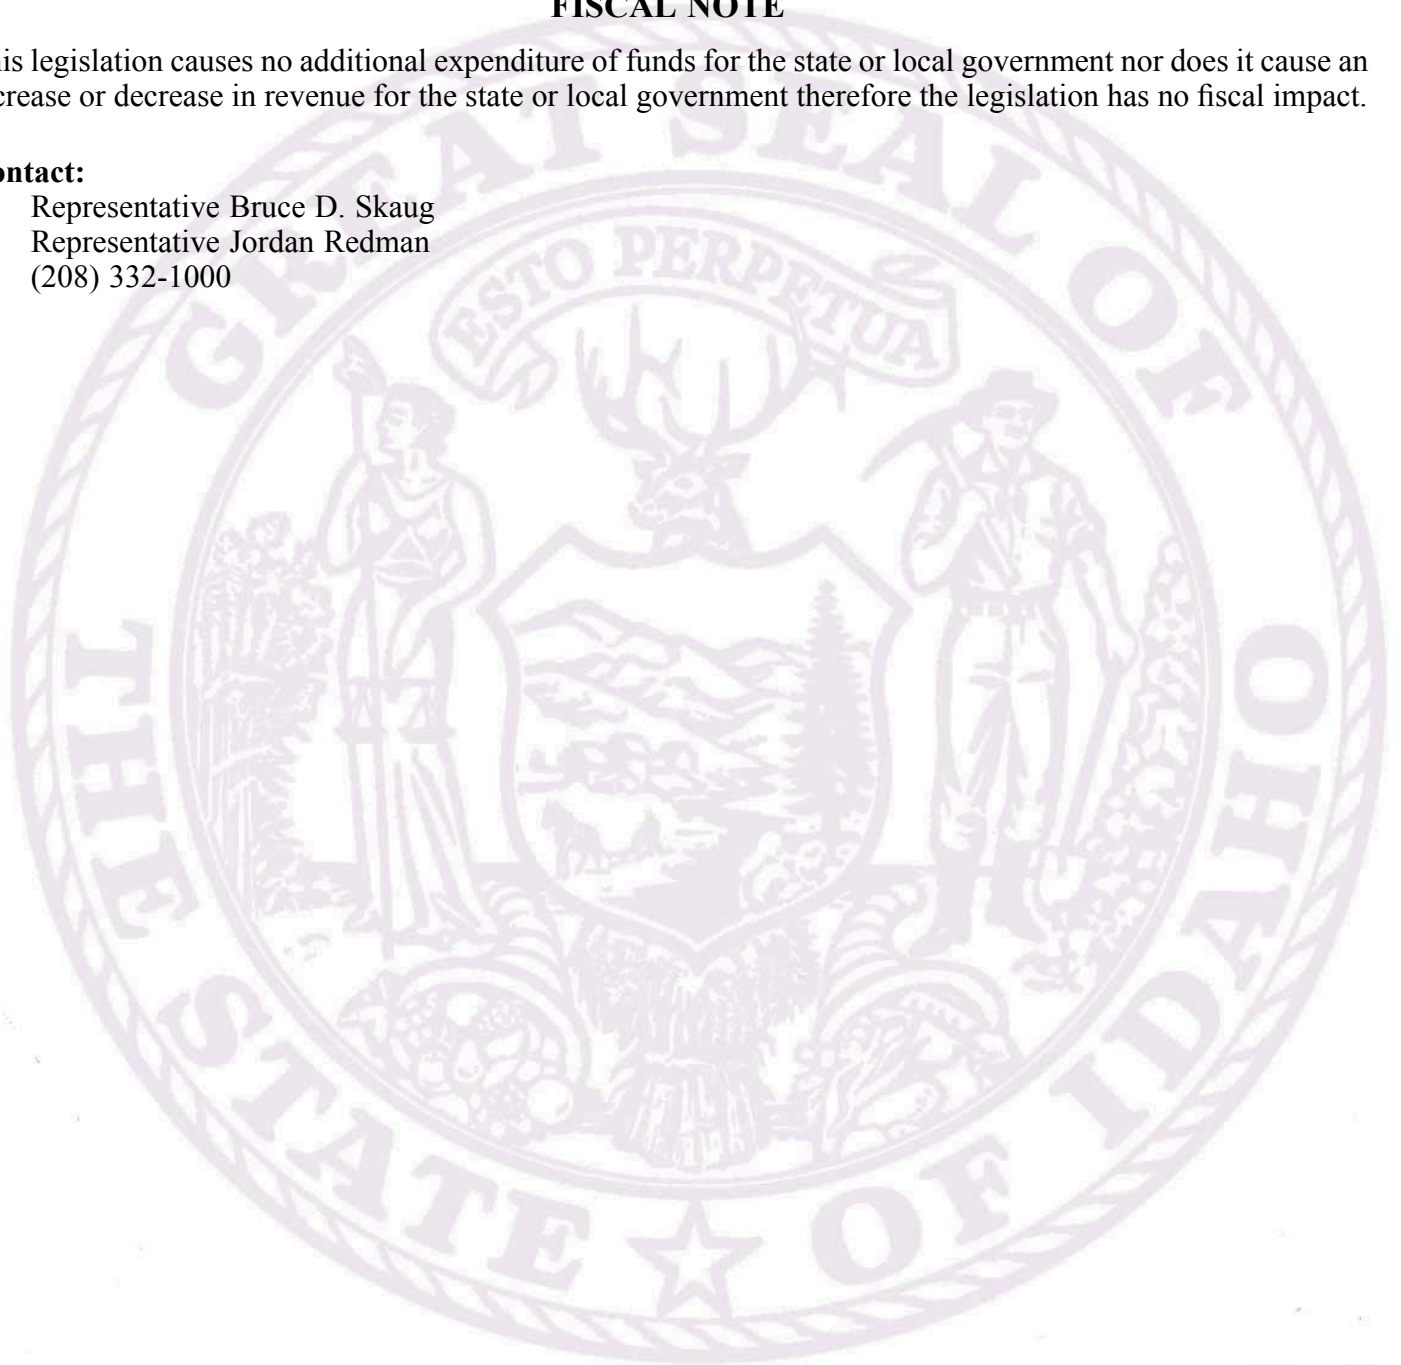 FISCAL NOTE
his legislation causes no additional expenditure of funds for the state or local government nor does it cause an
crease or decrease in revenue for the state or local government therefore the legislation has no fiscal impact.
ontact:
Representative Bruce D. Skaug
Representative Jordan Redman
(208) 332-1000
GREAT SEAL OF
ESTO PERPETUA
THE STATE OF IDAHO